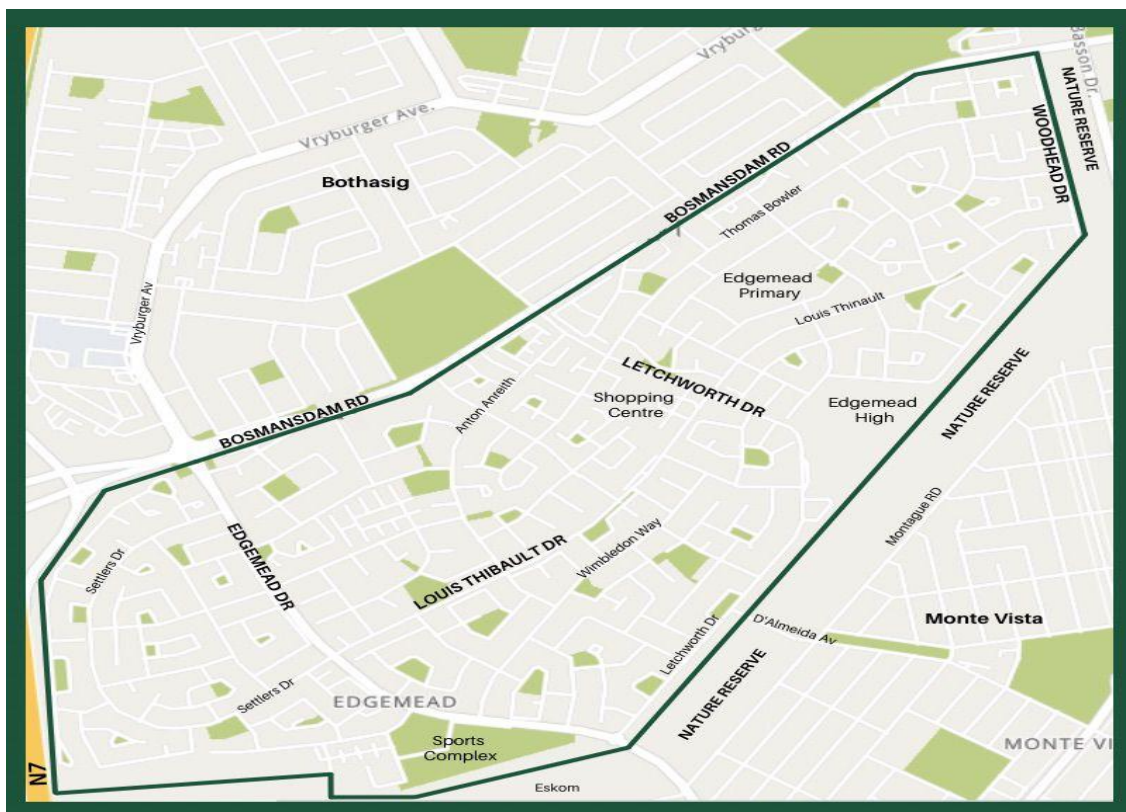 Basson Dr.
Vryburg
NATURE RESERVE
WOODHEAD DR
Vryburger Ave.
Bothasig
BOSMANSDAM RD
Thomas Bowler
Edgemead
Primary
Louis Thinault
Vryburger Av
LETCHWORTH DR
Shopping
Centre
Edgemead
High
NATURE RESERVE
Anton Anreith
BOSMANSDAM RD
Montague RD
EDGEMEAD DR
Settlers Dr
LOUIS THIBAULT DR
Wimbledon Way
Letchworth Dr
D'Almeida Av
Monte Vista
NATURE RESERVE
Settlers Dr
EDGEMEAD
Sports
Complex
MONTE VI
N7
Eskom